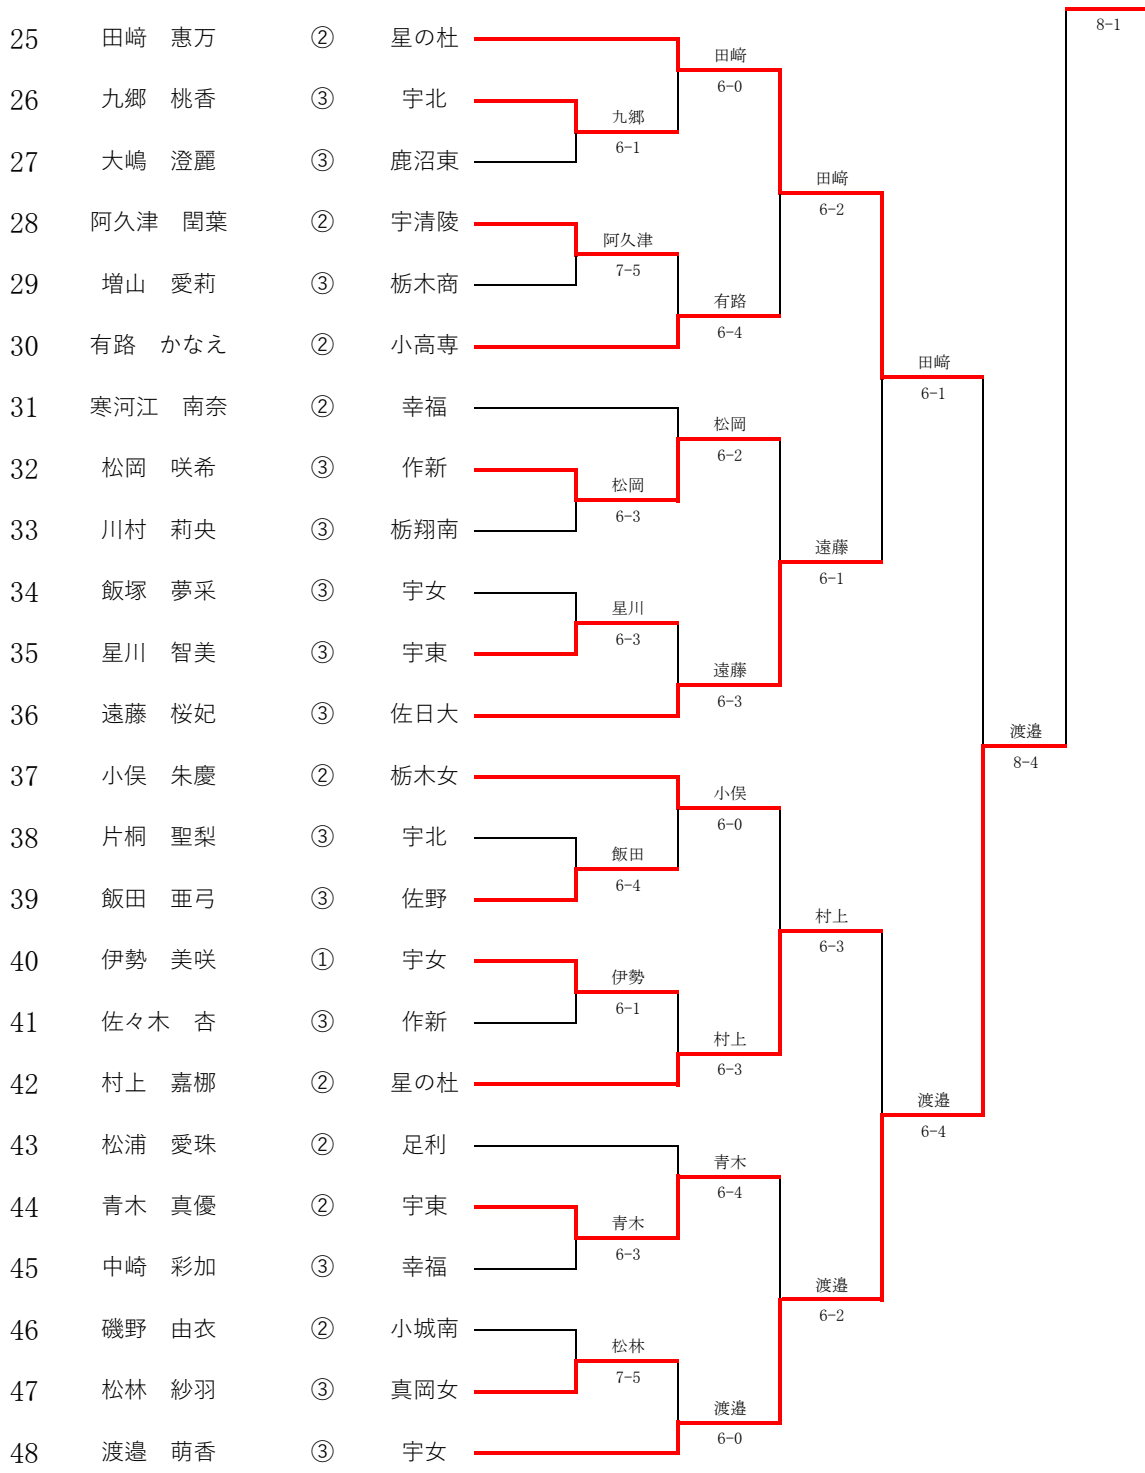 8-1
25 田﨑 惠万 ② 星の杜
田﨑
6-0
26 九郷 桃香 ③ 宇北
九郷
6-1
27 大嶋 澄麗 ③ 鹿沼東
田﨑
6-2
28 阿久津 閏葉 ② 宇清陵
阿久津
7-5
29 増山 愛莉 ③ 栃木商
有路
6-4
30 有路 かなえ ② 小高専
田﨑
6-1
31 寒河江 南奈 ② 幸福
松岡
6-2
32 松岡 咲希 ③ 作新
松岡
6-3
33 川村 莉央 ③ 栃翔南
遠藤
6-1
34 飯塚 夢采 ③ 宇女
星川
6-3
35 星川 智美 ③ 宇東
遠藤
6-3
36 遠藤 桜妃 ③ 佐日大
渡邉
8-4
37 小俣 朱慶 ② 栃木女
小俣
6-0
38 片桐 聖梨 ③ 宇北
飯田
6-4
39 飯田 亜弓 ③ 佐野
村上
6-3
40 伊勢 美咲 ① 宇女
伊勢
6-1
41 佐々木 杏 ③ 作新
村上
6-3
42 村上 嘉梛 ② 星の杜
渡邉
6-4
43 松浦 愛珠 ② 足利
青木
6-4
44 青木 真優 ② 宇東
青木
6-3
45 中崎 彩加 ③ 幸福
渡邉
6-2
46 磯野 由衣 ② 小城南
松林
7-5
47 松林 紗羽 ③ 真岡女
渡邉
6-0
48 渡邉 萌香 ③ 宇女